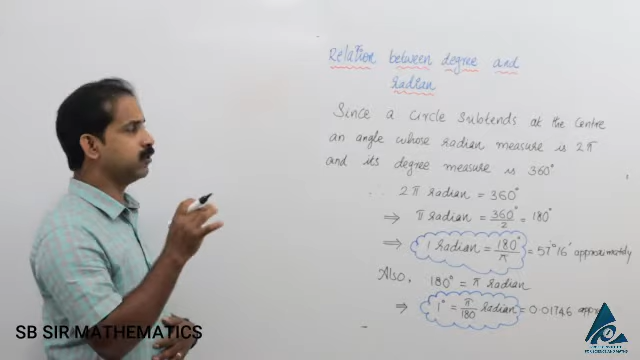 Relation between degree and
radian
Since a circle subtends at the centre
an angle whose radian measure is 2π
and its degree measure is 360°
∴ 2π radian = 360°
⇒ π radian = 360°/2 = 180°
⇒ 1 radian = 180°/π = 57° 16' approximately
Also, 180° = π radian
⇒ 1° = π/180 radian = 0.01746
SB SIR MATHEMATICS